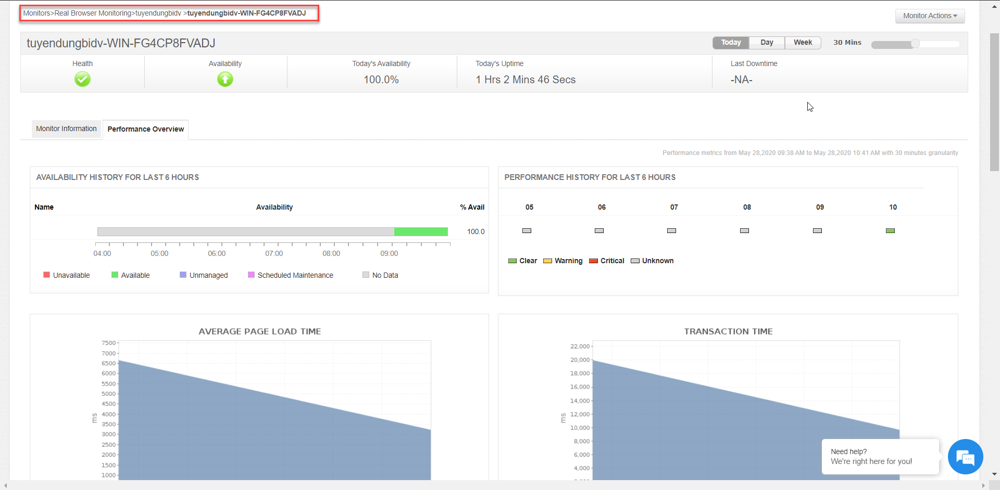 Monitors>Real Browser Monitoring>tuyendungbidv >tuyendungbidv-WIN-FG4CP8FVADJ
Monitor Actions
tuyendungbidv-WIN-FG4CP8FVADJ
Today Day Week 30 Mins
Health Availability Today's Availability Today's Uptime Last Downtime
100.0% 1 Hrs 2 Mins 46 Secs -NA-
Monitor Information Performance Overview
Performance metrics from May 28,2020 09:38 AM to May 28,2020 10:41 AM with 30 minutes granularity
AVAILABILITY HISTORY FOR LAST 6 HOURS
Name Availability % Avail
100.0
04:00 05:00 06:00 07:00 08:00 09:00
Unavailable Available Unmanaged Scheduled Maintenance No Data
PERFORMANCE HISTORY FOR LAST 6 HOURS
05 06 07 08 09 10
Clear Warning Critical Unknown
AVERAGE PAGE LOAD TIME
7500
7000
6500
6000
5500
5000
4500
4000
3500
3000
2500
2000
1500
1000
ms
TRANSACTION TIME
22,000
20,000
18,000
16,000
14,000
12,000
10,000
8,000
6,000
4,000
ms
Need help?
We're right here for you!